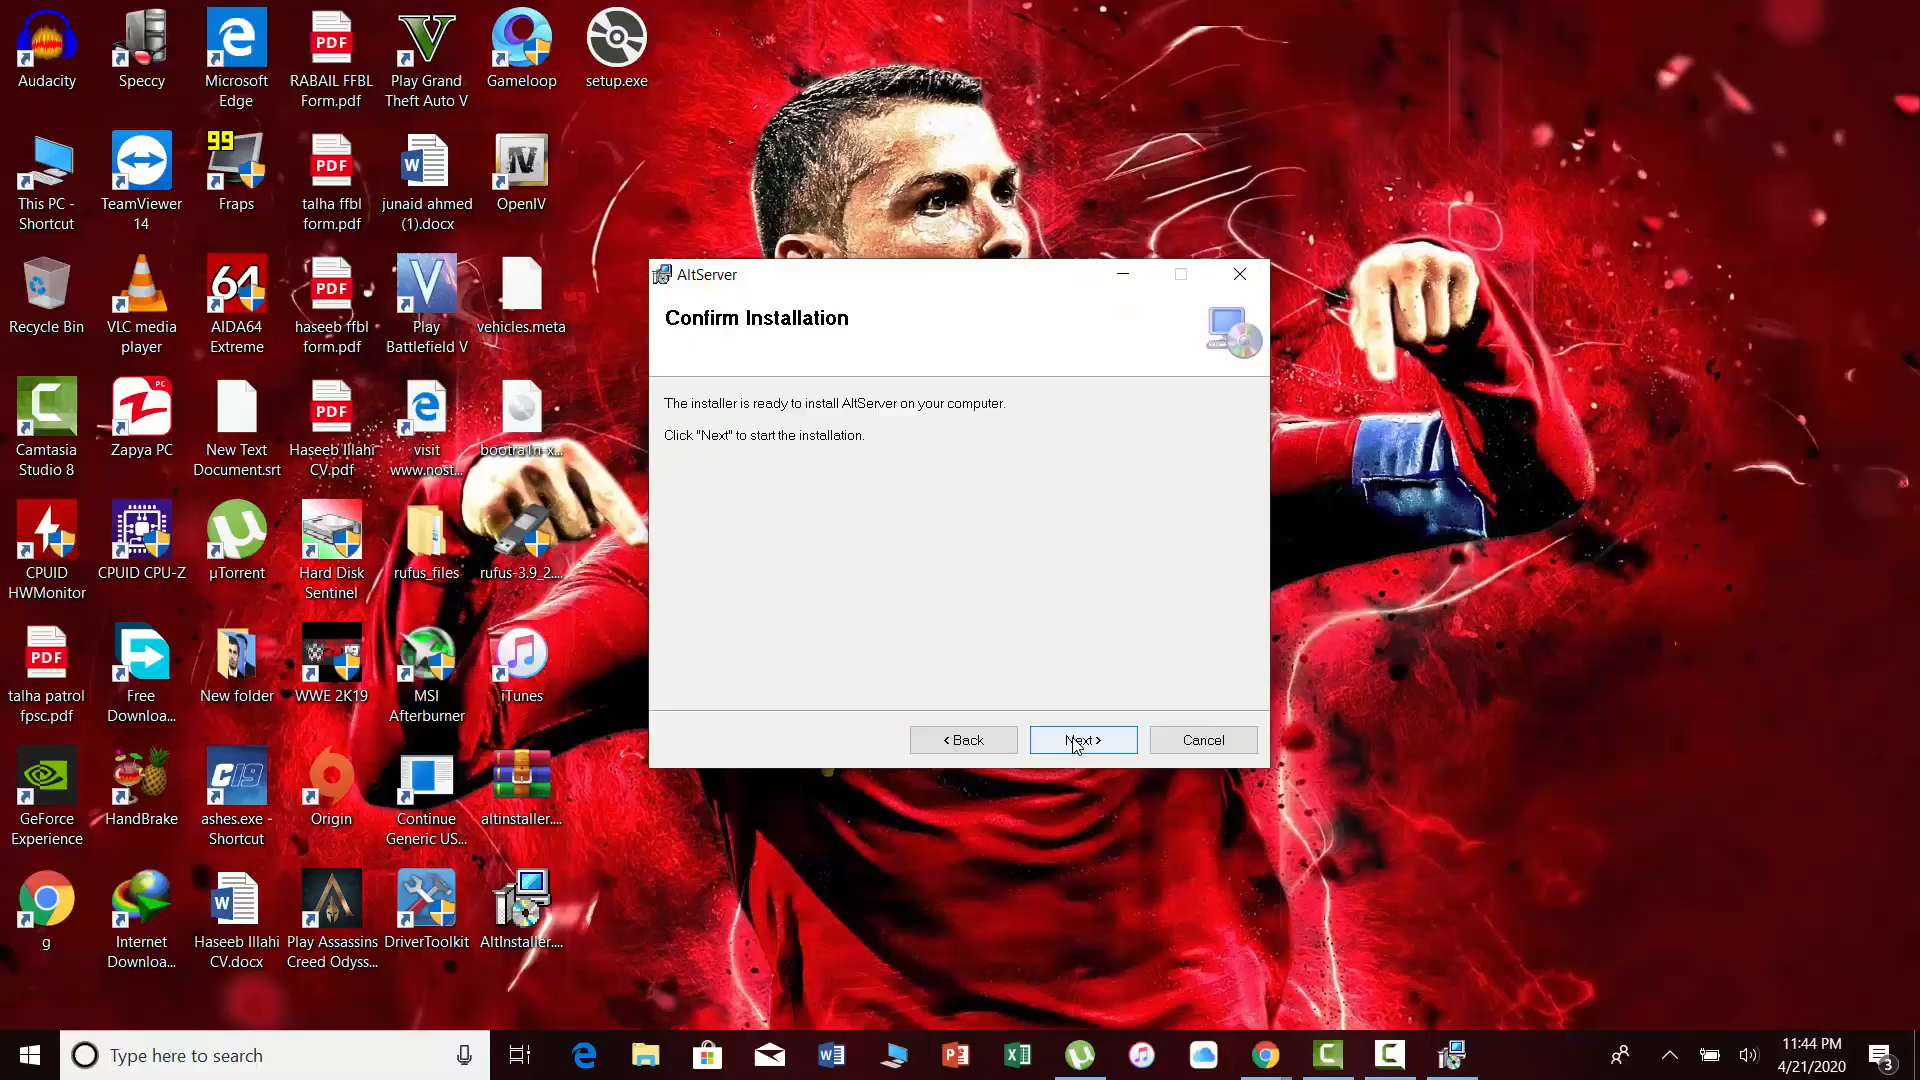 Audacity
Speccy
Microsoft
Edge
RABAIL FFBL
Form.pdf
Play Grand
Theft Auto V
Gameloop
setup.exe
This PC -
Shortcut
TeamViewer
14
99
Fraps
talha ffbl
form.pdf
junaid ahmed
(1).docx
OpenIV
Recycle Bin
VLC media
player
64
AIDA64
Extreme
haseeb ffbl
form.pdf
Play
Battlefield V
vehicles.meta
Camtasia
Studio 8
Zapya PC
New Text
Document.srt
Haseeb Illahi
CV.pdf
visit
www.nost...
bootra1n-x...
CPUID
HWMonitor
CPUID CPU-Z
µTorrent
Hard Disk
Sentinel
rufus_files
rufus-3.9_2....
talha patrol
fpsc.pdf
Free
Downloa...
New folder
WWE 2K19
MSI
Afterburner
iTunes
GeForce
Experience
HandBrake
ashes.exe -
Shortcut
Origin
Continue
Generic US...
altinstaller....
g
Internet
Downloa...
Haseeb Illahi
CV.docx
Play Assassins
Creed Odyss...
DriverToolkit
AltInstaller....
AltServer
Confirm Installation
The installer is ready to install AltServer on your computer.
Click "Next" to start the installation.
< Back
Next >
Cancel
Type here to search
11:44 PM
4/21/2020
3